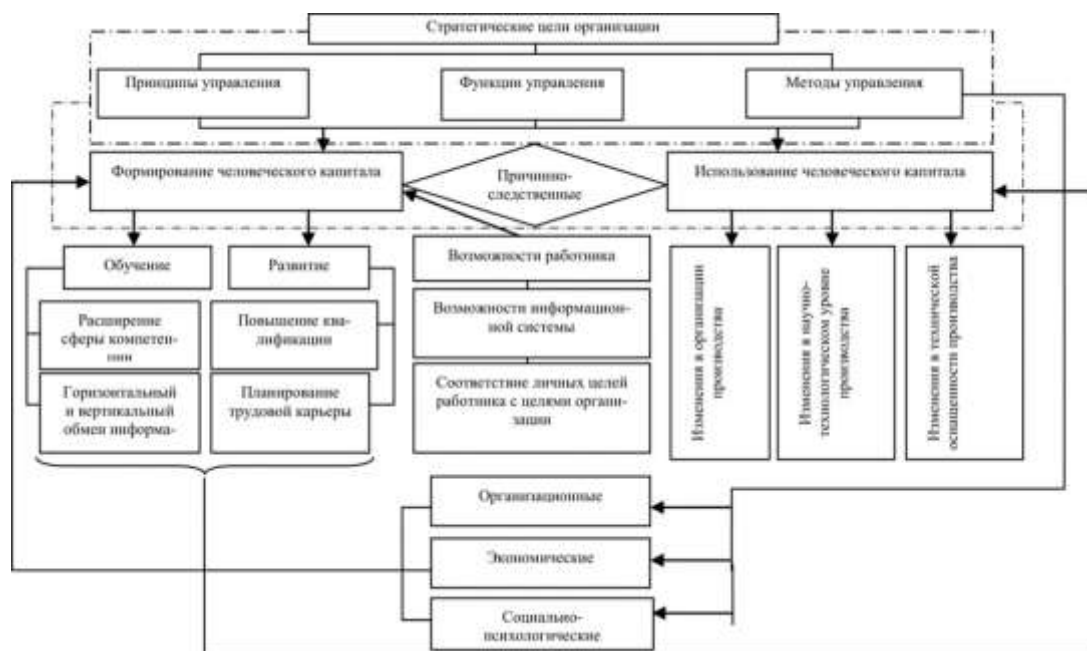 Стратегические цели организации
Принципы управления
Функции управления
Методы управления
Формирование человеческого капитала
Причинно-
следственные
Использование человеческого капитала
Обучение
Развитие
Возможности работника
Расширение
сферы компетен-
нии
Повышение ква-
лификации
Возможности информацион-
ной системы
Горизонтальный
и вертикальный
обмен информа-
Планирование
трудовой карьеры
Соответствие личных целей
работника с целями органи-
зации
Изменения в организации
производства
Изменения в научно-
технологическом уровне
производства
Изменения в технической
оснащенности производства
Организационные
Экономические
Социально-
психологические